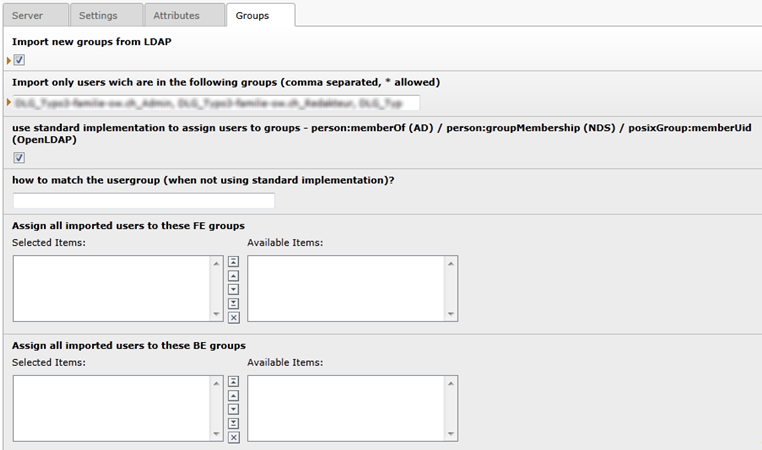 Server Settings Attributes Groups
Import new groups from LDAP
Import only users wich are in the following groups (comma separated, * allowed)
use standard implementation to assign users to groups - person:memberOf (AD) / person:groupMembership (NDS) / posixGroup:memberUid
(OpenLDAP)
how to match the usergroup (when not using standard implementation)?
Assign all imported users to these FE groups
Selected Items: Available Items:
Assign all imported users to these BE groups
Selected Items: Available Items: